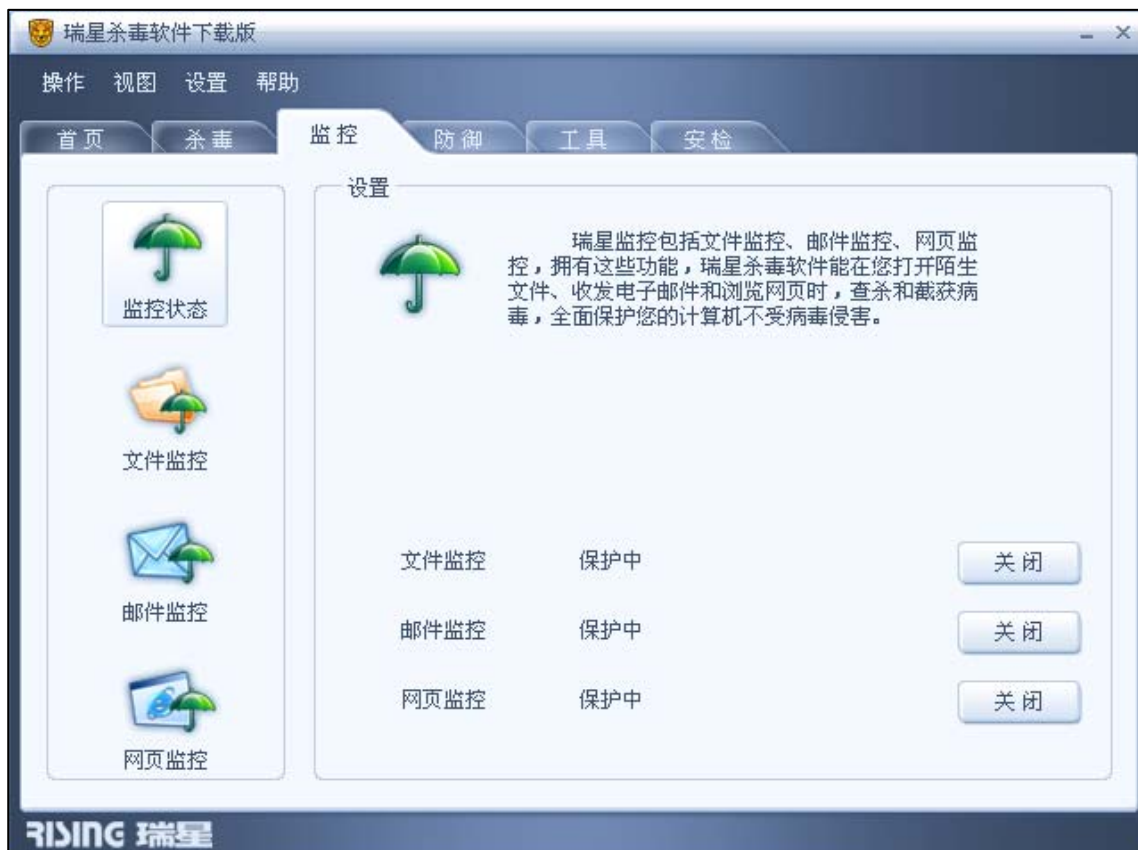 瑞星杀毒软件下载版
操作 视图 设置 帮助
首页 杀毒 监控 防御 工具 安检
监控状态
文件监控
邮件监控
网页监控
设置
瑞星监控包括文件监控、邮件监控、网页监
控，拥有这些功能，瑞星杀毒软件能在您打开陌生
文件、收发电子邮件和浏览网页时，查杀和截获病
毒，全面保护您的计算机不受病毒侵害。
文件监控 保护中 关闭
邮件监控 保护中 关闭
网页监控 保护中 关闭
RISING 瑞星